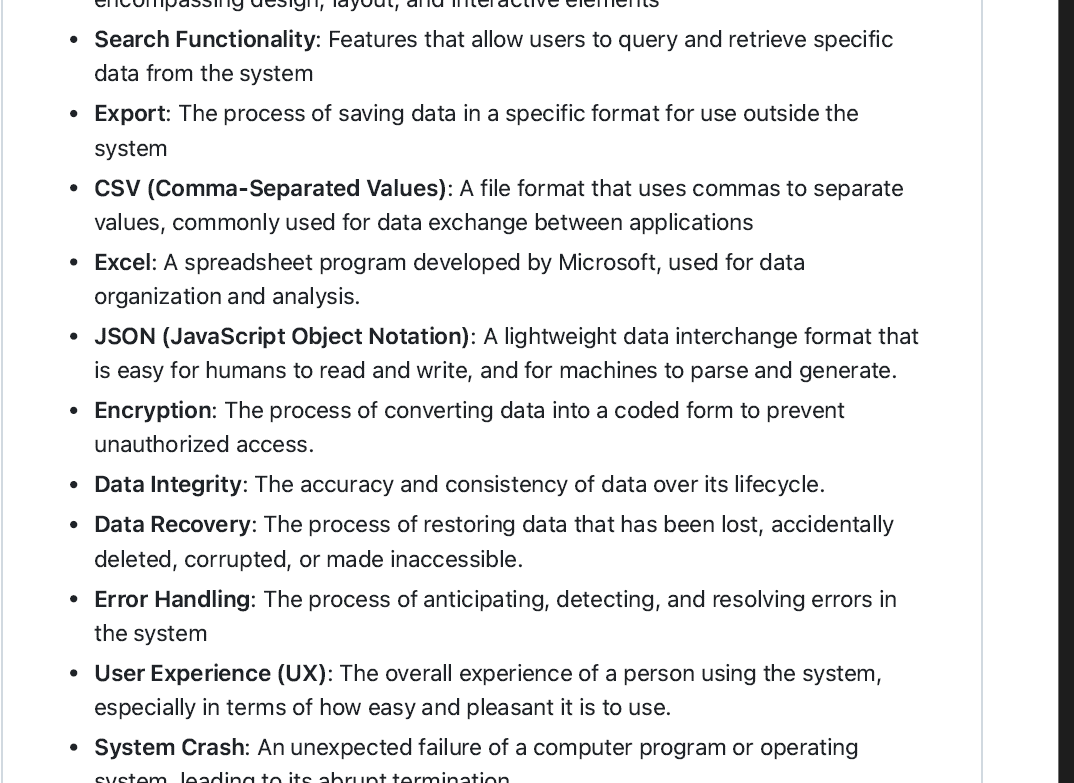 encompassing design, layout, and interactive elements
• Search Functionality: Features that allow users to query and retrieve specific
data from the system
• Export: The process of saving data in a specific format for use outside the
system
• CSV (Comma-Separated Values): A file format that uses commas to separate
values, commonly used for data exchange between applications
• Excel: A spreadsheet program developed by Microsoft, used for data
organization and analysis.
• JSON (JavaScript Object Notation): A lightweight data interchange format that
is easy for humans to read and write, and for machines to parse and generate.
• Encryption: The process of converting data into a coded form to prevent
unauthorized access.
• Data Integrity: The accuracy and consistency of data over its lifecycle.
• Data Recovery: The process of restoring data that has been lost, accidentally
deleted, corrupted, or made inaccessible.
• Error Handling: The process of anticipating, detecting, and resolving errors in
the system
• User Experience (UX): The overall experience of a person using the system,
especially in terms of how easy and pleasant it is to use.
• System Crash: An unexpected failure of a computer program or operating
system, leading to its abrupt termination